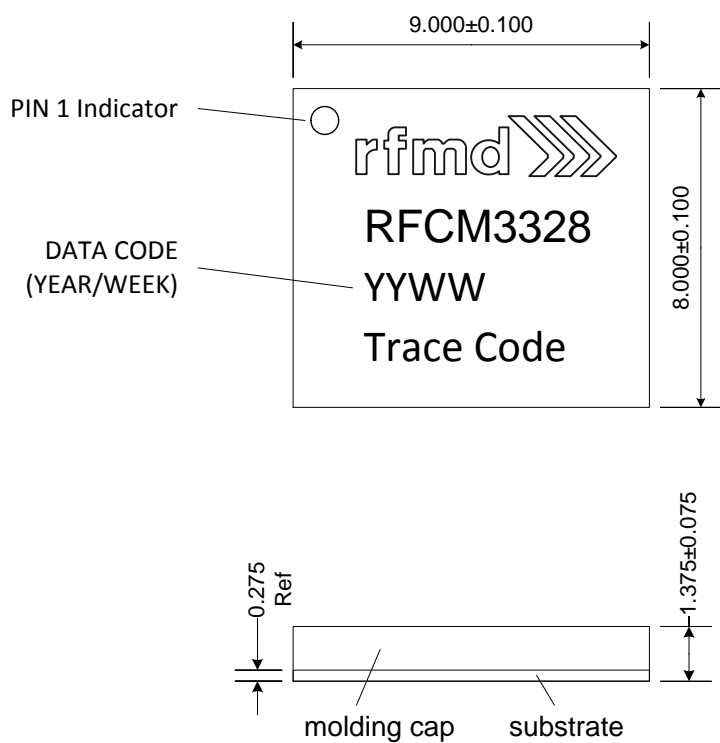 9.000±0.100
PIN 1 Indicator
rfmd
RFCM3328
DATA CODE
(YEAR/WEEK)
YYWW
Trace Code
8.000±0.100
0.275
Ref
1.375±0.075
molding cap
substrate